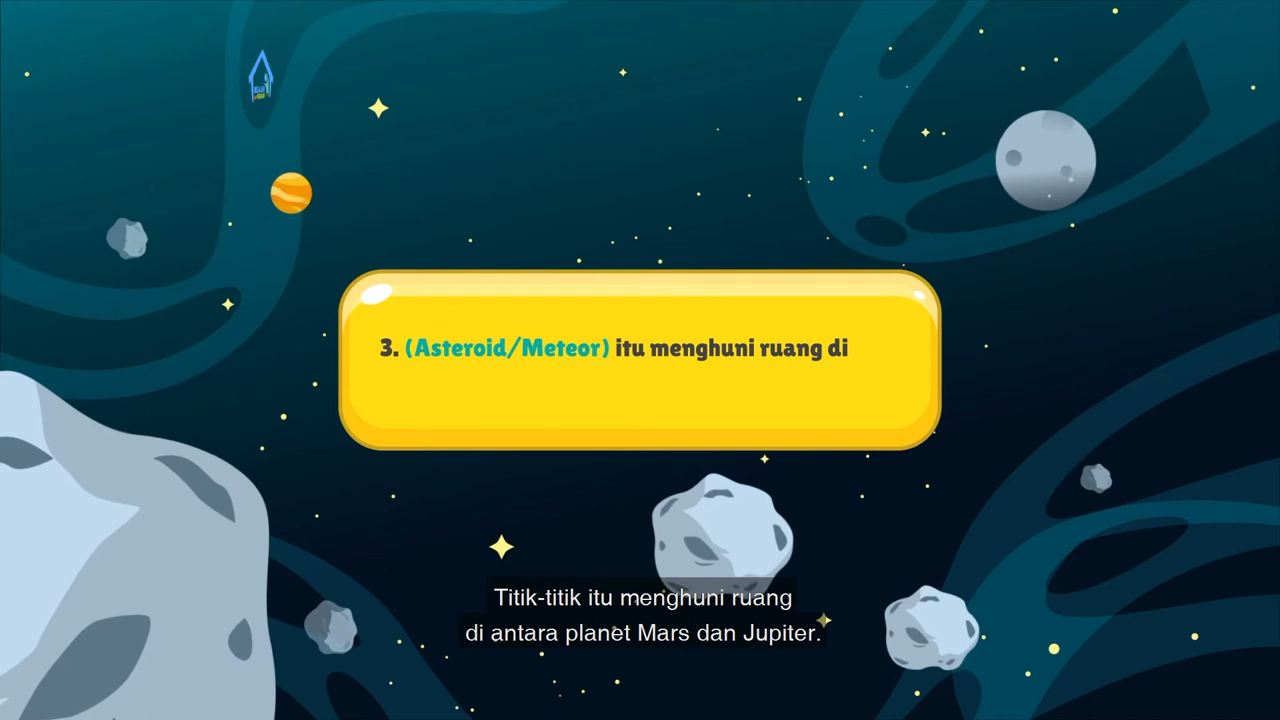 3. (Asteroid/Meteor) itu menghuni ruang di
Titik-titik itu menghuni ruang
di antara planet Mars dan Jupiter.